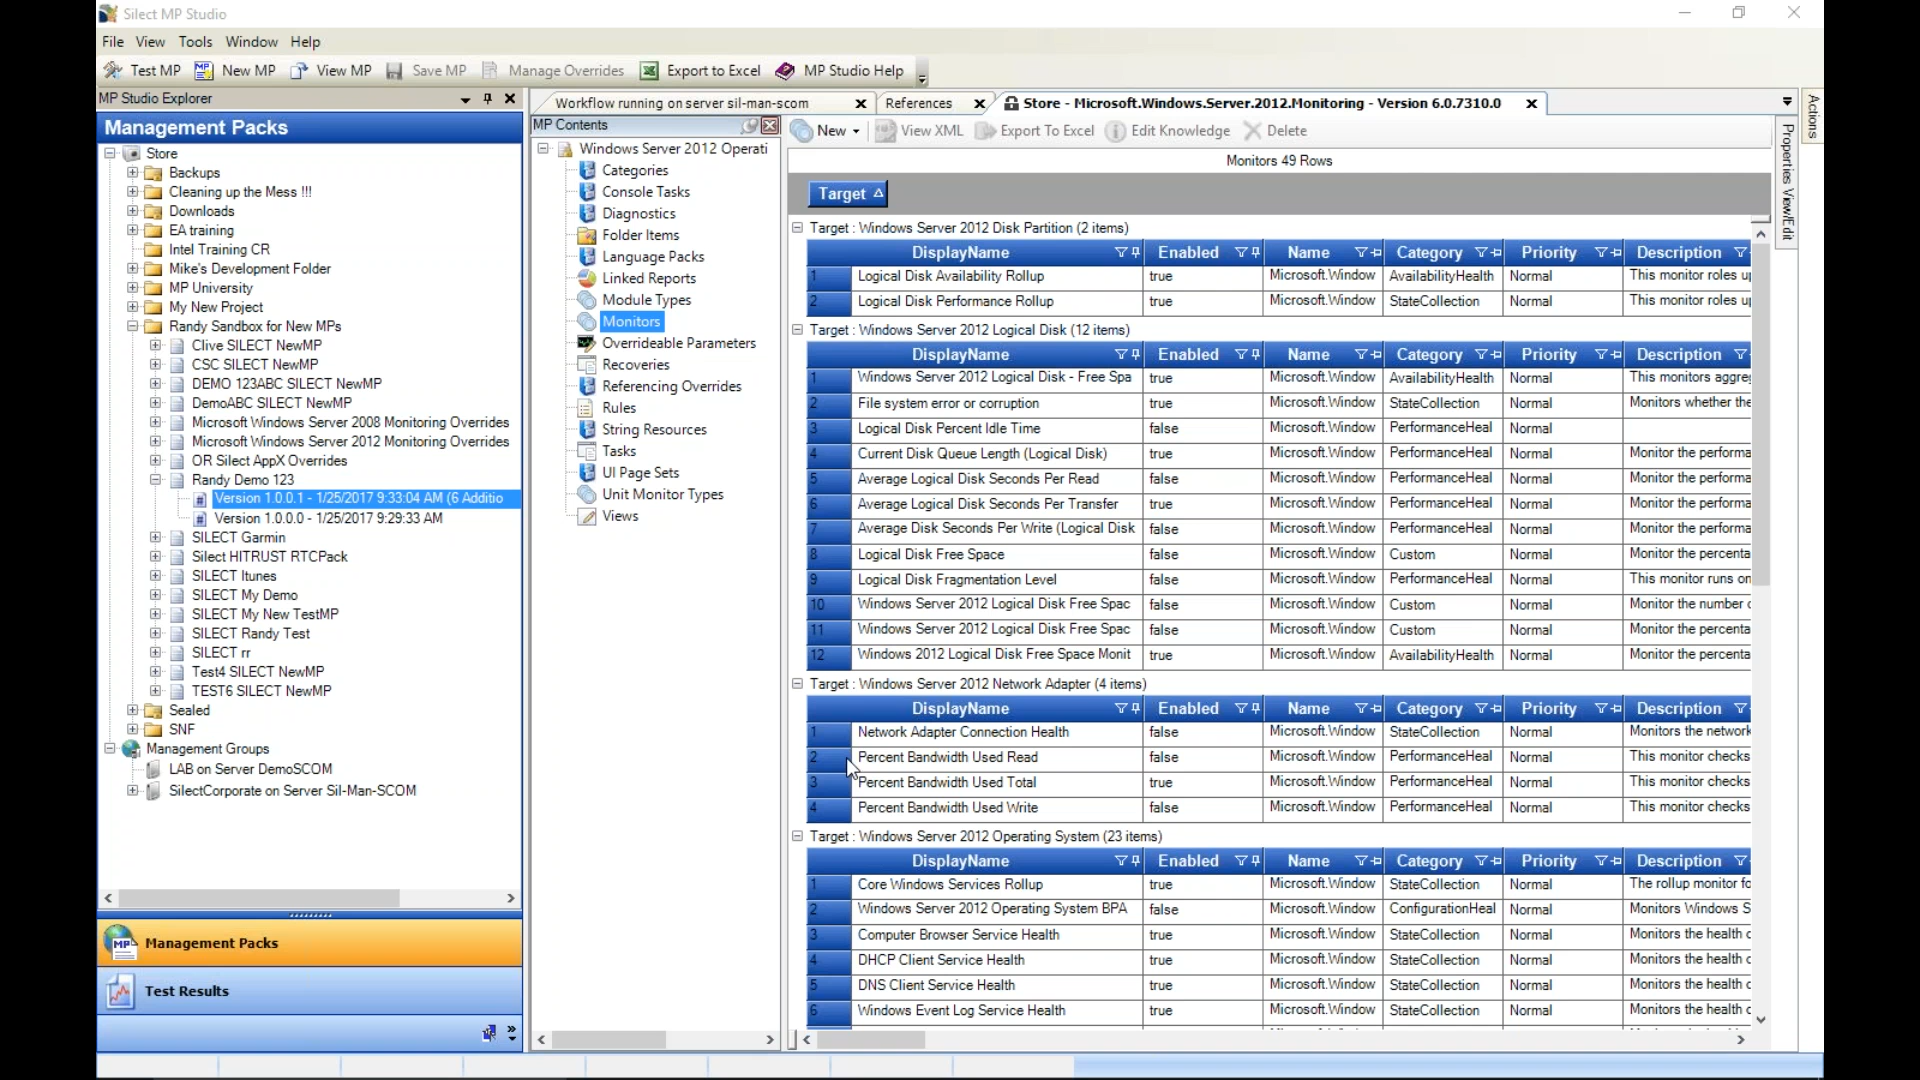 Silect MP Studio
File View Tools Window Help
Test MP New MP View MP Save MP Manage Overrides Export to Excel MP Studio Help
MP Studio Explorer
Management Packs
Store
Backups
Cleaning up the Mess !!!
Downloads
EA training
Intel Training CR
Mike's Development Folder
MP University
My New Project
Randy Sandbox for New MPs
Clive SILECT NewMP
CSC SILECT NewMP
DEMO 123ABC SILECT NewMP
DemoABC SILECT NewMP
Microsoft Windows Server 2008 Monitoring Overrides
Microsoft Windows Server 2012 Monitoring Overrides
OR Silect AppX Overrides
Randy Demo 123
Version 1.0.0.1 - 1/25/2017 9:33:04 AM (6 Additio
Version 1.0.0.0 - 1/25/2017 9:29:33 AM
SILECT Garmin
Silect HITRUST RTCPack
SILECT Itunes
SILECT My Demo
SILECT My New TestMP
SILECT Randy Test
SILECT rr
Test4 SILECT NewMP
TEST6 SILECT NewMP
Sealed
SNF
Management Groups
LAB on Server DemoSCOM
SilectCorporate on Server Sil-Man-SCOM
Management Packs
Test Results
Workflow running on server sil-man-scom References Store - Microsoft.Windows.Server.2012.Monitoring - Version 6.0.7310.0
MP Contents
Windows Server 2012 Operati
Categories
Console Tasks
Diagnostics
Folder Items
Language Packs
Linked Reports
Module Types
Monitors
Overrideable Parameters
Recoveries
Referencing Overrides
Rules
String Resources
Tasks
UI Page Sets
Unit Monitor Types
Views
New View XML Export To Excel Edit Knowledge Delete
Monitors 49 Rows
Target
Target : Windows Server 2012 Disk Partition (2 items)
DisplayName Enabled Name Category Priority Description
1 Logical Disk Availability Rollup true Microsoft.Window AvailabilityHealth Normal This monitor roles u
2 Logical Disk Performance Rollup true Microsoft.Window StateCollection Normal This monitor roles u
Target : Windows Server 2012 Logical Disk (12 items)
DisplayName Enabled Name Category Priority Description
1 Windows Server 2012 Logical Disk - Free Spa true Microsoft.Window AvailabilityHealth Normal This monitors aggre
2 File system error or corruption true Microsoft.Window StateCollection Normal Monitors whether the
3 Logical Disk Percent Idle Time false Microsoft.Window PerformanceHeal Normal
4 Current Disk Queue Length (Logical Disk) true Microsoft.Window PerformanceHeal Normal Monitor the performa
5 Average Logical Disk Seconds Per Read false Microsoft.Window PerformanceHeal Normal Monitor the performa
6 Average Logical Disk Seconds Per Transfer true Microsoft.Window PerformanceHeal Normal Monitor the performa
7 Average Disk Seconds Per Write (Logical Disk false Microsoft.Window PerformanceHeal Normal Monitor the performa
8 Logical Disk Free Space false Microsoft.Window Custom Normal Monitor the percenta
9 Logical Disk Fragmentation Level false Microsoft.Window PerformanceHeal Normal This monitor runs on
10 Windows Server 2012 Logical Disk Free Spac false Microsoft.Window Custom Normal Monitor the number
11 Windows Server 2012 Logical Disk Free Spac false Microsoft.Window Custom Normal Monitor the percenta
12 Windows 2012 Logical Disk Free Space Monit true Microsoft.Window AvailabilityHealth Normal Monitor the percenta
Target : Windows Server 2012 Network Adapter (4 items)
DisplayName Enabled Name Category Priority Description
1 Network Adapter Connection Health false Microsoft.Window StateCollection Normal Monitors the network
2 Percent Bandwidth Used Read false Microsoft.Window PerformanceHeal Normal This monitor checks
3 Percent Bandwidth Used Total true Microsoft.Window PerformanceHeal Normal This monitor checks
4 Percent Bandwidth Used Write false Microsoft.Window PerformanceHeal Normal This monitor checks
Target : Windows Server 2012 Operating System (23 items)
DisplayName Enabled Name Category Priority Description
1 Core Windows Services Rollup true Microsoft.Window StateCollection Normal The rollup monitor fo
2 Windows Server 2012 Operating System BPA false Microsoft.Window ConfigurationHeal Normal Monitors Windows S
3 Computer Browser Service Health true Microsoft.Window StateCollection Normal Monitors the health
4 DHCP Client Service Health true Microsoft.Window StateCollection Normal Monitors the health
5 DNS Client Service Health true Microsoft.Window StateCollection Normal Monitors the health
6 Windows Event Log Service Health true Microsoft.Window StateCollection Normal Monitors the health
Actions
Properties View/Edit